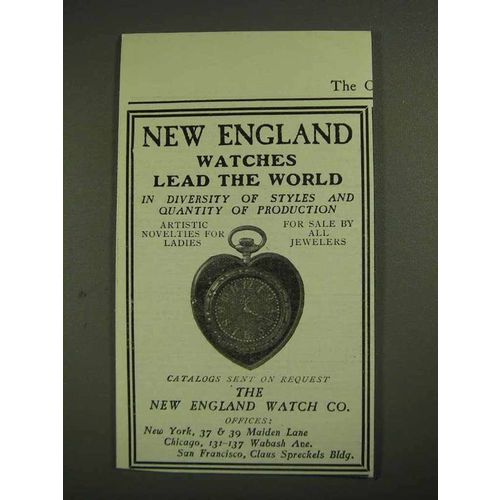 The
NEW ENGLAND
WATCHES
LEAD THE WORLD
IN DIVERSITY OF STYLES AND
QUANTITY OF PRODUCTION
ARTISTIC
NOVELTIES FOR
LADIES
FOR SALE BY
ALL
JEWELERS
CATALOGS SENT ON REQUEST
THE
NEW ENGLAND WATCH CO.
OFFICES:
New York, 37 & 39 Maiden Lane
Chicago, 131-137 Wabash Ave.
San Francisco, Claus Spreckels Bldg.